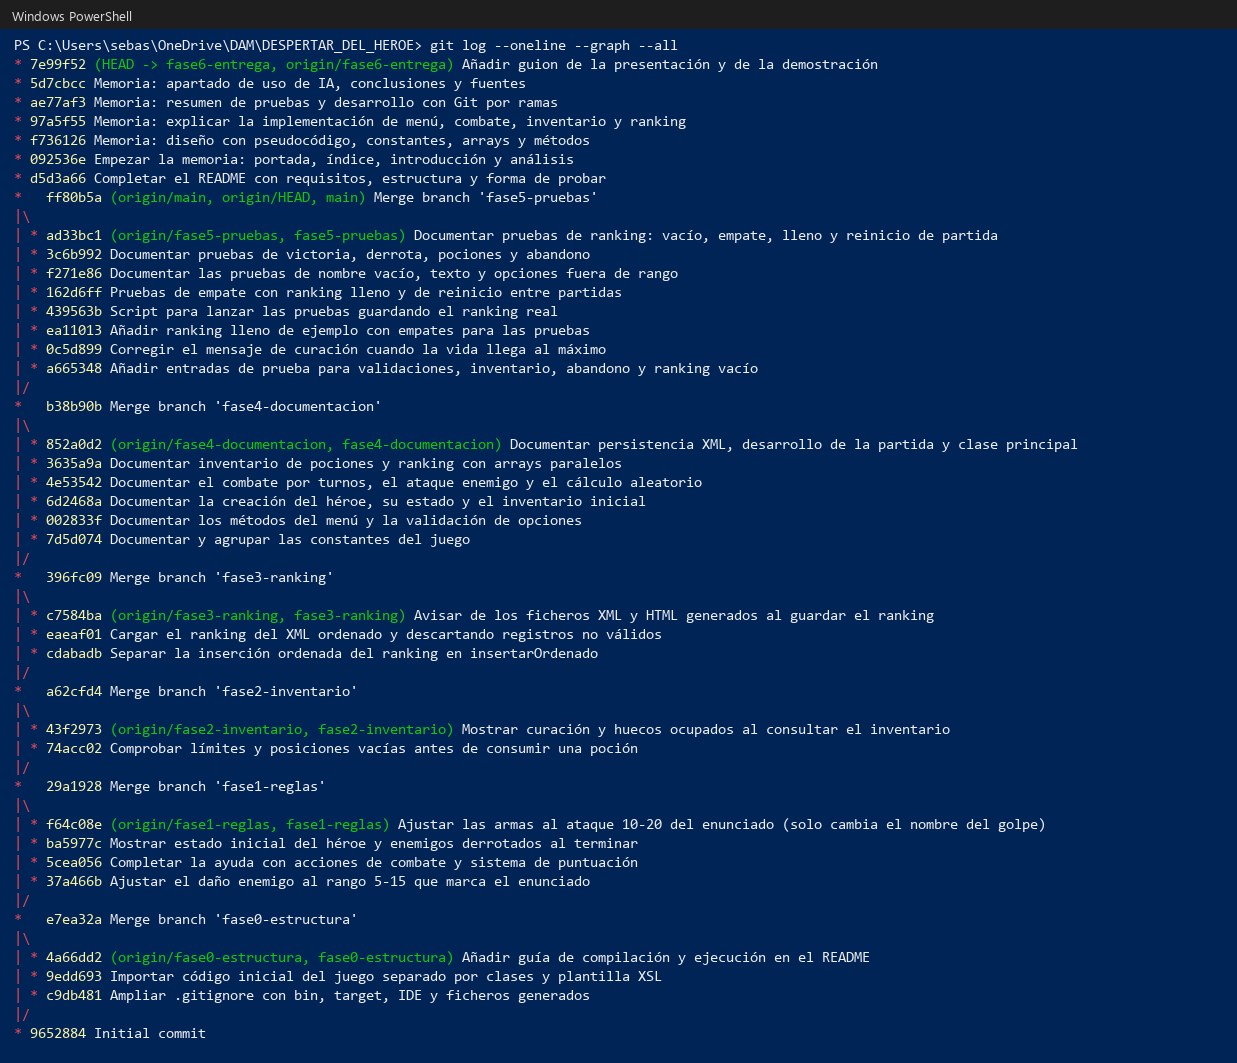 Windows PowerShell
PS C:\Users\sebas\OneDrive\DAM\DESPERTAR_DEL_HEROE> git log --oneline --graph --all
* 7e99f52 (HEAD -> fase6-entrega, origin/fase6-entrega) Añadir guion de la presentación y de la demostración
* 5d7cbcc Memoria: apartado de uso de IA, conclusiones y fuentes
* ae77af3 Memoria: resumen de pruebas y desarrollo con Git por ramas
* 97a5f55 Memoria: explicar la implementación de menú, combate, inventario y ranking
* f736126 Memoria: diseño con pseudocódigo, constantes, arrays y métodos
* 092536e Empezar la memoria: portada, índice, introducción y análisis
* d5d3a66 Completar el README con requisitos, estructura y forma de probar
*   ff80b5a (origin/main, origin/HEAD, main) Merge branch 'fase5-pruebas'
|\
| * ad33bc1 (origin/fase5-pruebas, fase5-pruebas) Documentar pruebas de ranking: vacío, empate, lleno y reinicio de partida
| * 3c6b992 Documentar pruebas de victoria, derrota, pociones y abandono
| * f271e86 Documentar las pruebas de nombre vacío, texto y opciones fuera de rango
| * 162d6ff Pruebas de empate con ranking lleno y de reinicio entre partidas
| * 439563b Script para lanzar las pruebas guardando el ranking real
| * ea11013 Añadir ranking lleno de ejemplo con empates para las pruebas
| * 0c5d899 Corregir el mensaje de curación cuando la vida llega al máximo
| * a665348 Añadir entradas de prueba para validaciones, inventario, abandono y ranking vacío
|/
*   b38b90b Merge branch 'fase4-documentacion'
|\
| * 852a0d2 (origin/fase4-documentacion, fase4-documentacion) Documentar persistencia XML, desarrollo de la partida y clase principal
| * 3635a9a Documentar inventario de pociones y ranking con arrays paralelos
| * 4e53542 Documentar el combate por turnos, el ataque enemigo y el cálculo aleatorio
| * 6d2468a Documentar la creación del héroe, su estado y el inventario inicial
| * 002833f Documentar los métodos del menú y la validación de opciones
| * 7d5d074 Documentar y agrupar las constantes del juego
|/
*   396fc09 Merge branch 'fase3-ranking'
|\
| * c7584ba (origin/fase3-ranking, fase3-ranking) Avisar de los ficheros XML y HTML generados al guardar el ranking
| * eaeaf01 Cargar el ranking del XML ordenado y descartando registros no válidos
| * cdabadb Separar la inserción ordenada del ranking en insertarOrdenado
|/
*   a62cfd4 Merge branch 'fase2-inventario'
|\
| * 43f2973 (origin/fase2-inventario, fase2-inventario) Mostrar curación y huecos ocupados al consultar el inventario
| * 74acc02 Comprobar límites y posiciones vacías antes de consumir una poción
|/
*   29a1928 Merge branch 'fase1-reglas'
|\
| * f64c08e (origin/fase1-reglas, fase1-reglas) Ajustar las armas al ataque 10-20 del enunciado (solo cambia el nombre del golpe)
| * ba5977c Mostrar estado inicial del héroe y enemigos derrotados al terminar
| * 5cea056 Completar la ayuda con acciones de combate y sistema de puntuación
| * 37a466b Ajustar el daño enemigo al rango 5-15 que marca el enunciado
|/
*   e7ea32a Merge branch 'fase0-estructura'
|\
| * 4a66dd2 (origin/fase0-estructura, fase0-estructura) Añadir guía de compilación y ejecución en el README
| * 9edd693 Importar código inicial del juego separado por clases y plantilla XSL
| * c9db481 Ampliar .gitignore con bin, target, IDE y ficheros generados
|/
* 9652884 Initial commit